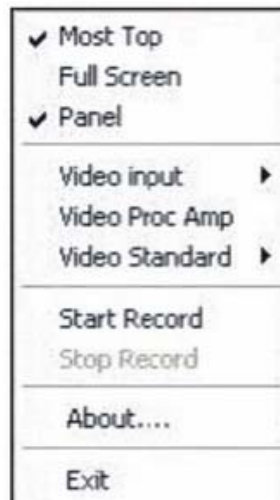 Most Top
Full Screen
Panel
Video input
Video Proc Amp
Video Standard
Start Record
Stop Record
About....
Exit